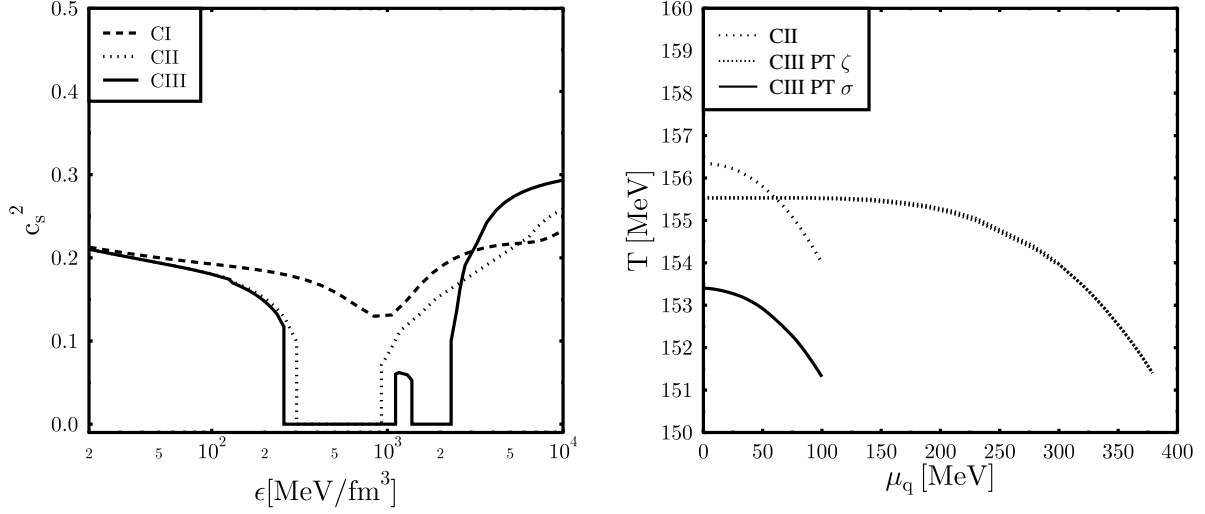 0.5
0.4
0.3
0.2
0.1
0.0
c_s^2
CI
CII
CIII
2 5 10^2 2 5 10^3 2 5 10^4
ϵ[MeV/fm^3]
160
159
158
157
156
155
154
153
152
151
150
T [MeV]
CII
CIII PT ζ
CIII PT σ
0 50 100 150 200 250 300 350 400
μ_q [MeV]